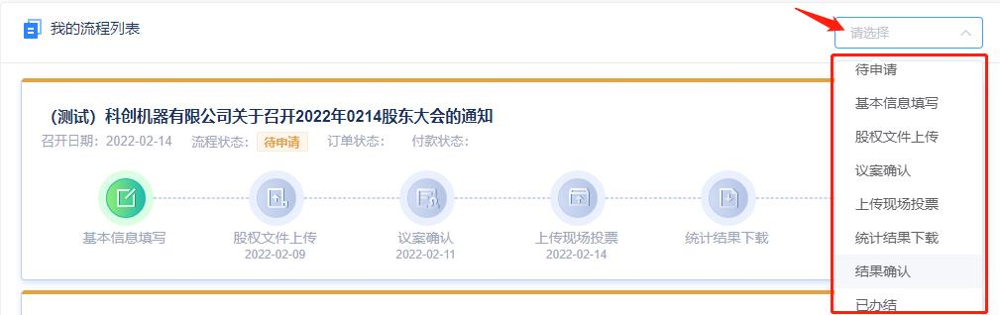 我的流程列表
请选择
待申请
基本信息填写
股权文件上传
议案确认
上传现场投票
统计结果下载
结果确认
已办结
（测试）科创机器有限公司关于召开2022年0214股东大会的通知
召开日期：2022-02-14 流程状态：待申请 订单状态： 付款状态：
基本信息填写 股权文件上传 议案确认 上传现场投票 统计结果下载
2022-02-09 2022-02-11 2022-02-14